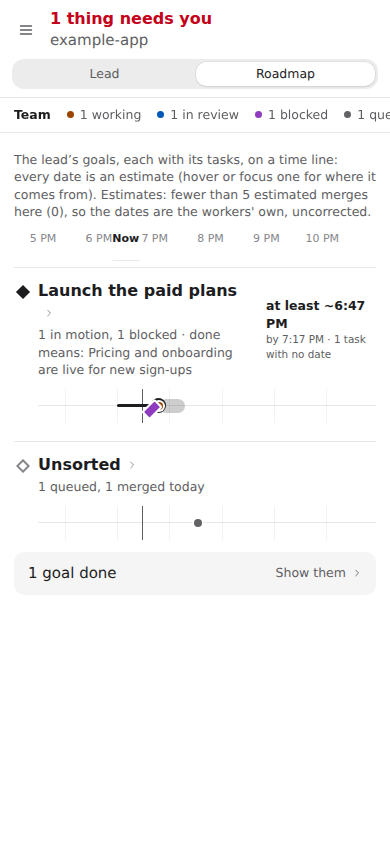 1 thing needs you
example-app
Lead
Roadmap
Team
1 working
1 in review
1 blocked
1 que
The lead’s goals, each with its tasks, on a time line:
every date is an estimate (hover or focus one for where it
comes from). Estimates: fewer than 5 estimated merges
here (0), so the dates are the workers' own, uncorrected.
5 PM 6 PM Now 7 PM 8 PM 9 PM 10 PM
Launch the paid plans
1 in motion, 1 blocked · done
means: Pricing and onboarding
are live for new sign-ups
at least ~6:47
PM
by 7:17 PM · 1 task
with no date
Unsorted
1 queued, 1 merged today
1 goal done
Show them